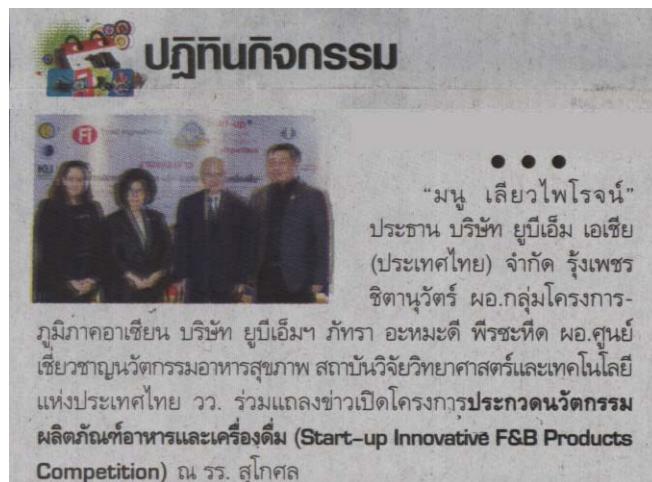 ปฏิทินกิจกรรม
● ● ●
“มนู เลียวไพโรจน์”
ประธาน บริษัท ยูบีเอ็ม เอเชีย
(ประเทศไทย) จำกัด รุ้งเพชร
ชิตานุวัตร์ ผอ.กลุ่มโครงการ-
ภูมิภาคอาเซียน บริษัท ยูบีเอ็มฯ ภัทรา อะหมะดี พีรชะหีด ผอ.ศูนย์
เชี่ยวชาญนวัตกรรมอาหารสุขภาพ สถาบันวิจัยวิทยาศาสตร์และเทคโนโลยี
แห่งประเทศไทย วว. ร่วมแถลงข่าวเปิดโครงการประกวดนวัตกรรม
ผลิตภัณฑ์อาหารและเครื่องดื่ม (Start-up Innovative F&B Products
Competition) ณ รร. สุโกศล